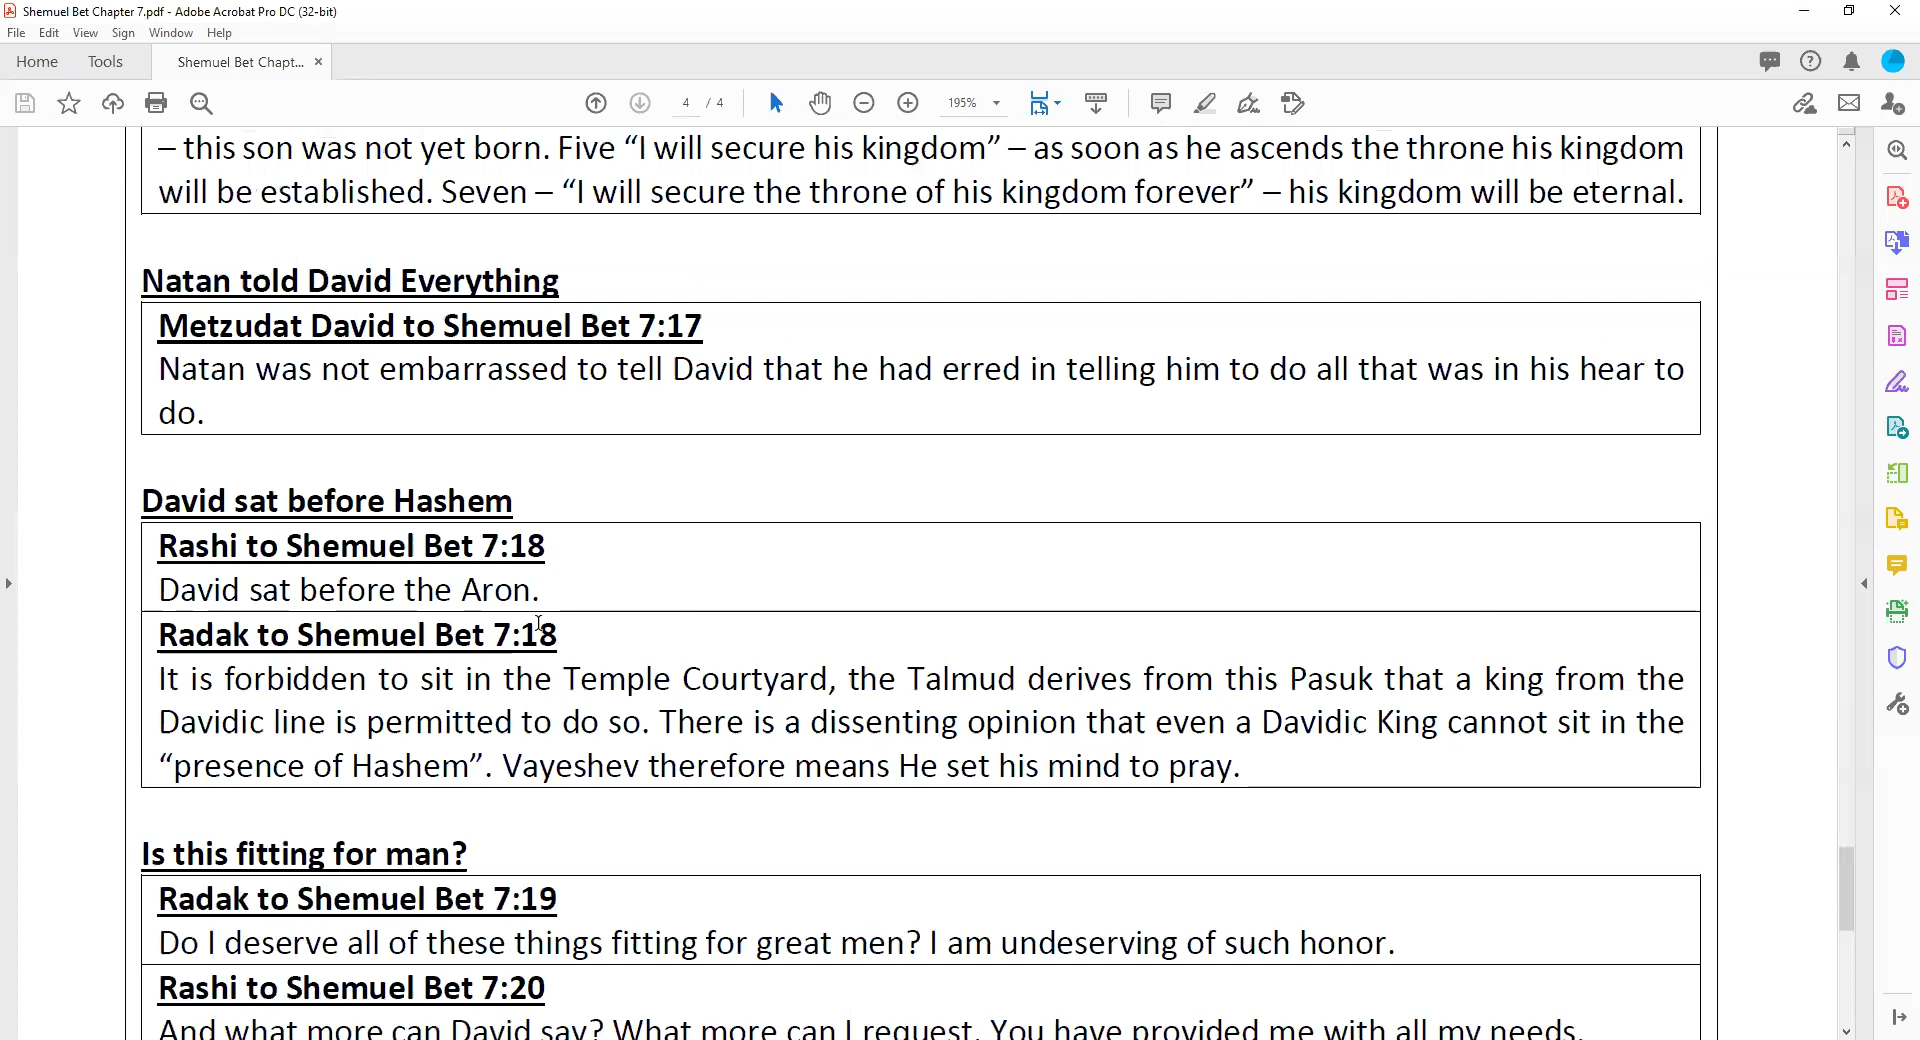 Shemuel Bet Chapter 7.pdf - Adobe Acrobat Pro DC (32-bit)
File Edit View Sign Window Help
Home Tools Shemuel Bet Chapt... ×
4 / 4 195%
– this son was not yet born. Five “I will secure his kingdom” – as soon as he ascends the throne his kingdom
will be established. Seven – “I will secure the throne of his kingdom forever” – his kingdom will be eternal.
Natan told David Everything
Metzudat David to Shemuel Bet 7:17
Natan was not embarrassed to tell David that he had erred in telling him to do all that was in his hear to
do.
David sat before Hashem
Rashi to Shemuel Bet 7:18
David sat before the Aron.
Radak to Shemuel Bet 7:18
It is forbidden to sit in the Temple Courtyard, the Talmud derives from this Pasuk that a king from the
Davidic line is permitted to do so. There is a dissenting opinion that even a Davidic King cannot sit in the
“presence of Hashem”. Vayeshev therefore means He set his mind to pray.
Is this fitting for man?
Radak to Shemuel Bet 7:19
Do I deserve all of these things fitting for great men? I am undeserving of such honor.
Rashi to Shemuel Bet 7:20
And what more can David say? What more can I request. You have provided me with all my needs.